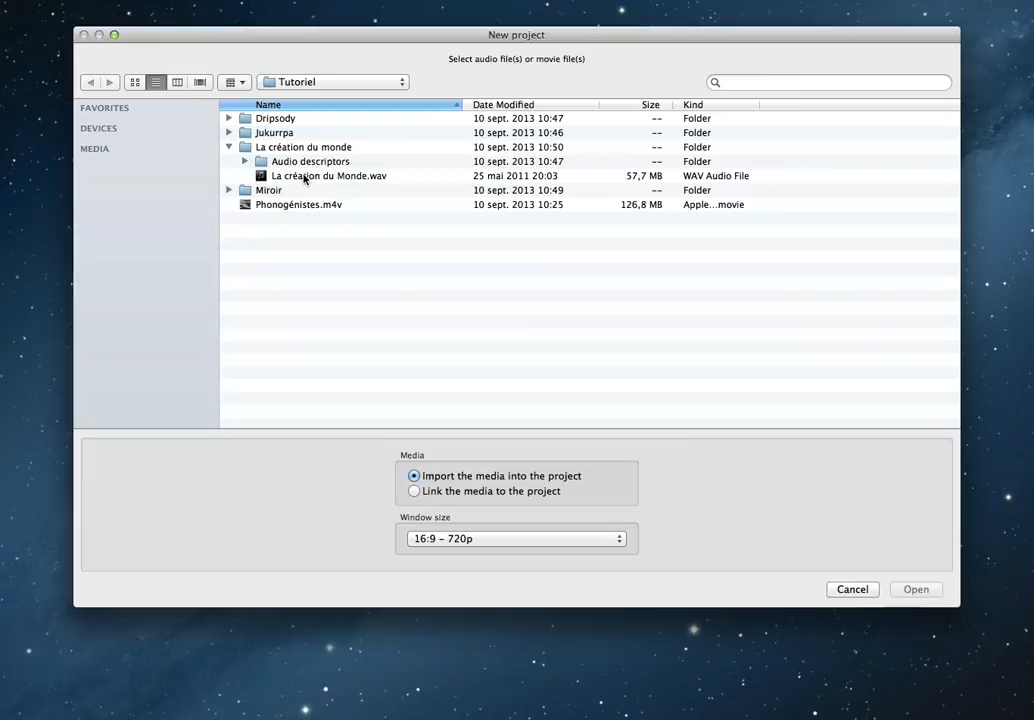 New project
Select audio file(s) or movie file(s)
Tutoriel
FAVORITES
DEVICES
MEDIA
Name Date Modified Size Kind
Dripsody 10 sept. 2013 10:47 -- Folder
Jukurrpa 10 sept. 2013 10:46 -- Folder
La création du monde 10 sept. 2013 10:50 -- Folder
Audio descriptors 10 sept. 2013 10:47 -- Folder
La création du Monde.wav 25 mai 2011 20:03 57,7 MB WAV Audio File
Miroir 10 sept. 2013 10:49 -- Folder
Phonogénistes.m4v 10 sept. 2013 10:25 126,8 MB Apple...movie
Media
Import the media into the project
Link the media to the project
Window size
16:9 – 720p
Cancel Open